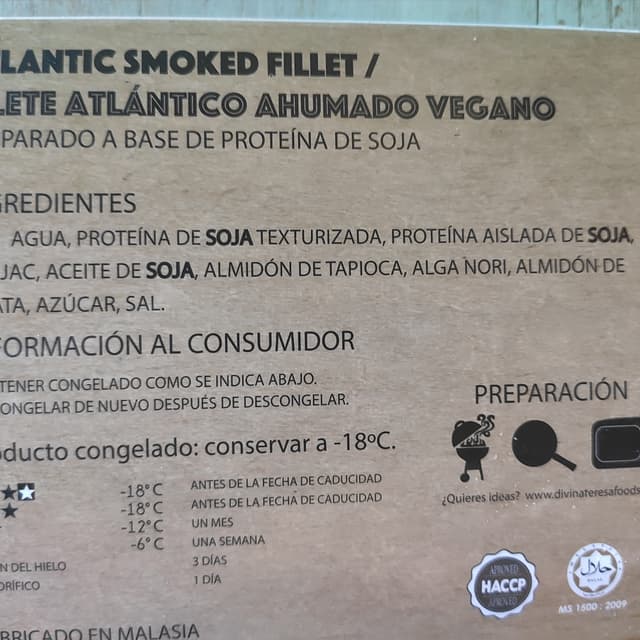 LANTIC SMOKED FILLET /
LETE ATLÁNTICO AHUMADO VEGANO
PARADO A BASE DE PROTEÍNA DE SOJA
GREDIENTES
AGUA, PROTEÍNA DE SOJA TEXTURIZADA, PROTEÍNA AISLADA DE SOJA,
JAC, ACEITE DE SOJA, ALMIDÓN DE TAPIOCA, ALGA NORI, ALMIDÓN DE
ATA, AZÚCAR, SAL.
FORMACIÓN AL CONSUMIDOR
TENER CONGELADO COMO SE INDICA ABAJO.
ONGELAR DE NUEVO DESPUÉS DE DESCONGELAR.
PREPARACIÓN
oducto congelado: conservar a -18ºC.
-18°C ANTES DE LA FECHA DE CADUCIDAD
-18°C ANTES DE LA FECHA DE CADUCIDAD
-12°C UN MES
-6°C UNA SEMANA
N DEL HIELO 3 DÍAS
ORÍFICO 1 DÍA
¿Quieres ideas? www.divinateresafoods
APROVED
HACCP
APROVED
حلال
HALAL
MS 1500 : 2009
BRICADO EN MALASIA